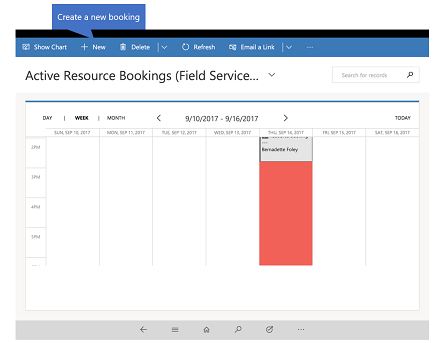 Create a new booking
Show Chart + New Delete Refresh Email a Link ...
Active Resource Bookings (Field Service...
Search for records
DAY | WEEK | MONTH < 9/10/2017 - 9/16/2017 > TODAY
SUN, SEP 10, 2017 MON, SEP 11, 2017 TUE, SEP 12, 2017 WED, SEP 13, 2017 THU, SEP 14, 2017 FRI, SEP 15, 2017 SAT, SEP 16, 2017
2PM
Bernadette Foley
3PM
4PM
5PM